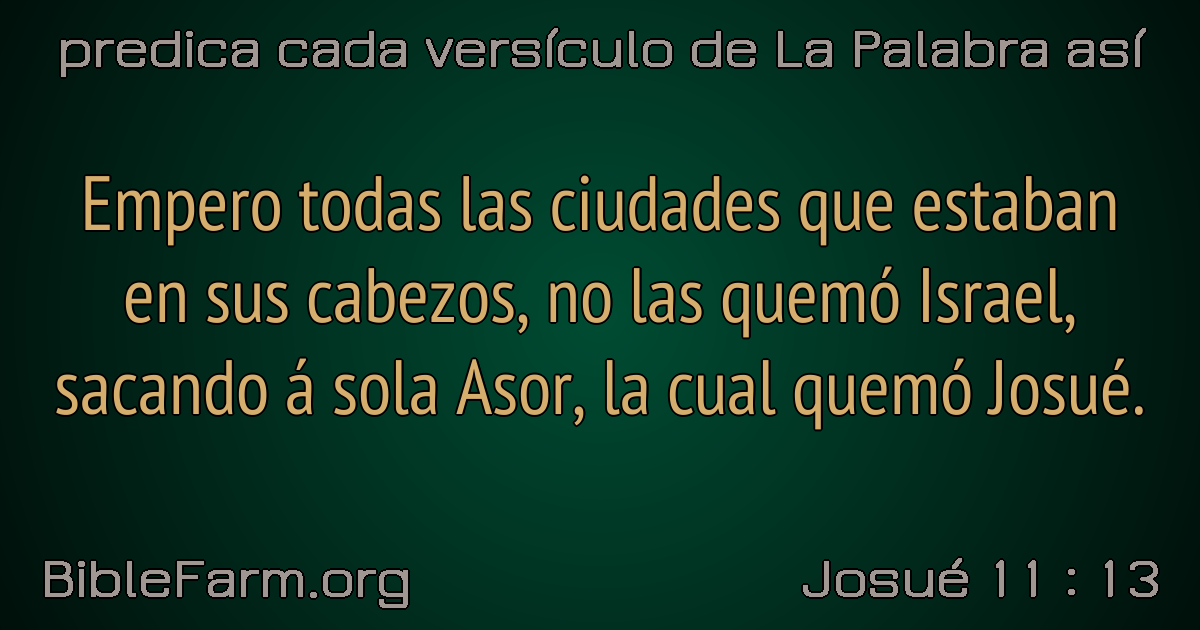 predica cada versículo de La Palabra así
Empero todas las ciudades que estaban
en sus cabezos, no las quemó Israel,
sacando á sola Asor, la cual quemó Josué.
BibleFarm.org
Josué 11 : 13